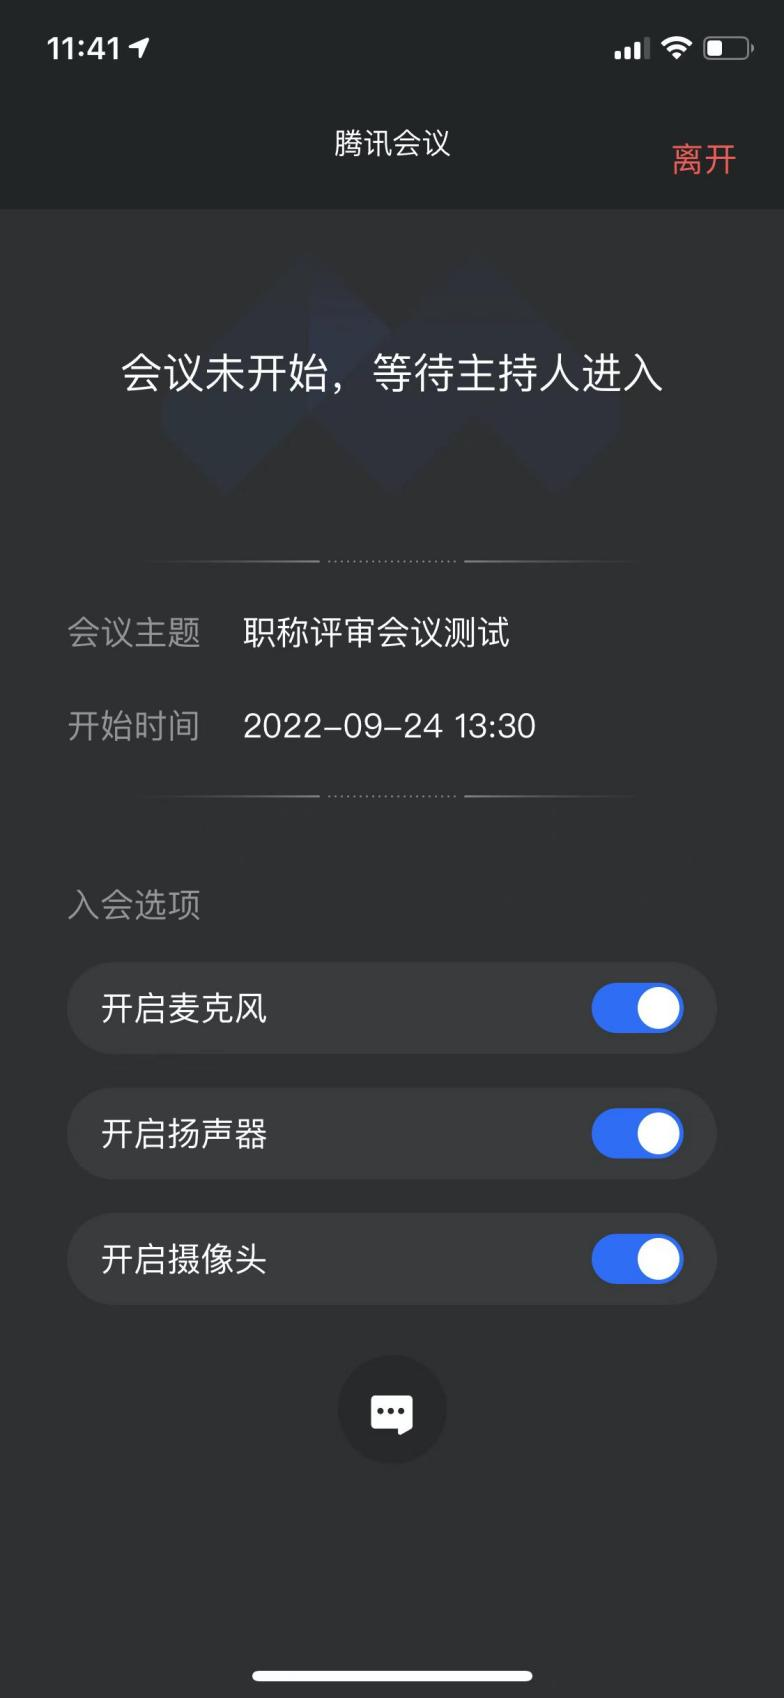 11:41
腾讯会议
离开
会议未开始，等待主持人进入
会议主题 职称评审会议测试
开始时间 2022-09-24 13:30
入会选项
开启麦克风
开启扬声器
开启摄像头